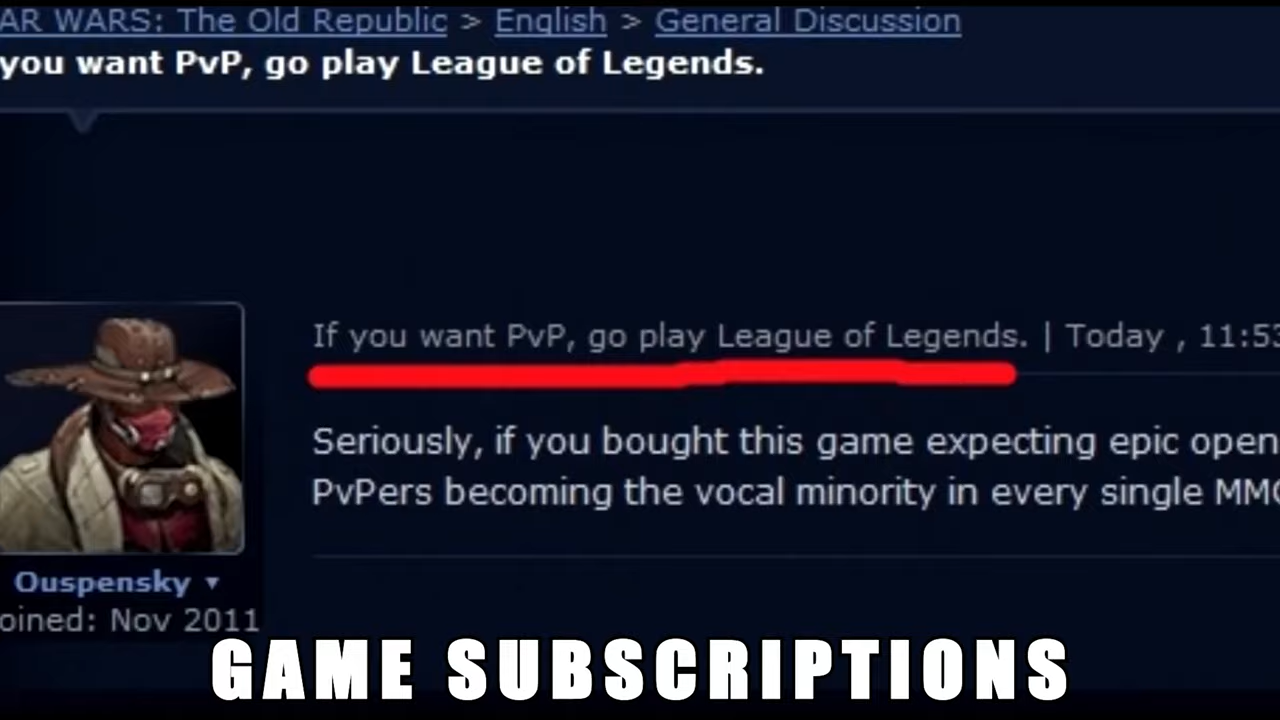 AR WARS: The Old Republic > English > General Discussion
you want PvP, go play League of Legends.
If you want PvP, go play League of Legends. | Today , 11:53
Seriously, if you bought this game expecting epic open
PvPers becoming the vocal minority in every single MMO
Ouspensky ▼
oined: Nov 2011
GAME SUBSCRIPTIONS